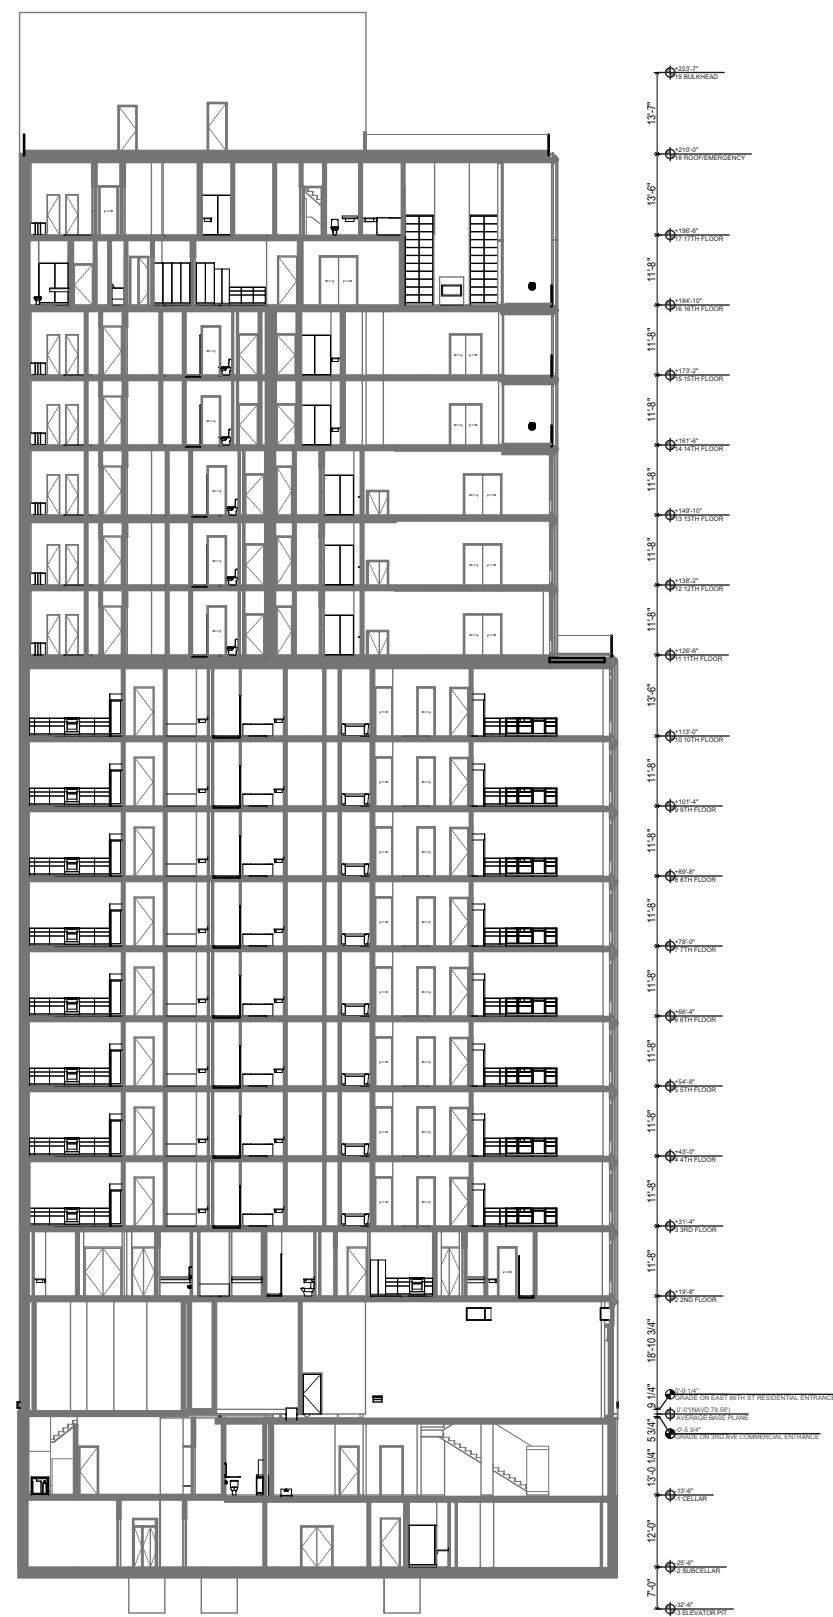 +223'-7"
19 BULKHEAD
13'-7"
+210'-0"
18 ROOF/EMERGENCY
13'-6"
+196'-6"
17 17TH FLOOR
11'-8"
+184'-10"
16 16TH FLOOR
11'-8"
+173'-2"
15 15TH FLOOR
11'-8"
+161'-6"
14 14TH FLOOR
11'-8"
+149'-10"
13 13TH FLOOR
11'-8"
+138'-2"
12 12TH FLOOR
11'-8"
+126'-6"
11 11TH FLOOR
13'-6"
+113'-0"
10 10TH FLOOR
11'-8"
+101'-4"
9 9TH FLOOR
11'-8"
+89'-8"
8 8TH FLOOR
11'-8"
+78'-0"
7 7TH FLOOR
11'-8"
+66'-4"
6 6TH FLOOR
11'-8"
+54'-8"
5 5TH FLOOR
11'-8"
+43'-0"
4 4TH FLOOR
11'-8"
+31'-4"
3 3RD FLOOR
11'-8"
+19'-8"
2 2ND FLOOR
18'-10 3/4"
0'-9 1/4"
GRADE ON EAST 86TH ST RESIDENTIAL ENTRANCE
9 1/4"
0'-0"(NAVD 79.56')
AVERAGE BASE PLANE
5 3/4"
-0'-5 3/4"
GRADE ON 3RD AVE COMMERCIAL ENTRANCE
13'-0 1/4"
-13'-6"
-1 CELLAR
12'-0"
-25'-6"
-2 SUBCELLAR
7'-0"
-32'-6"
-3 ELEVATOR PIT